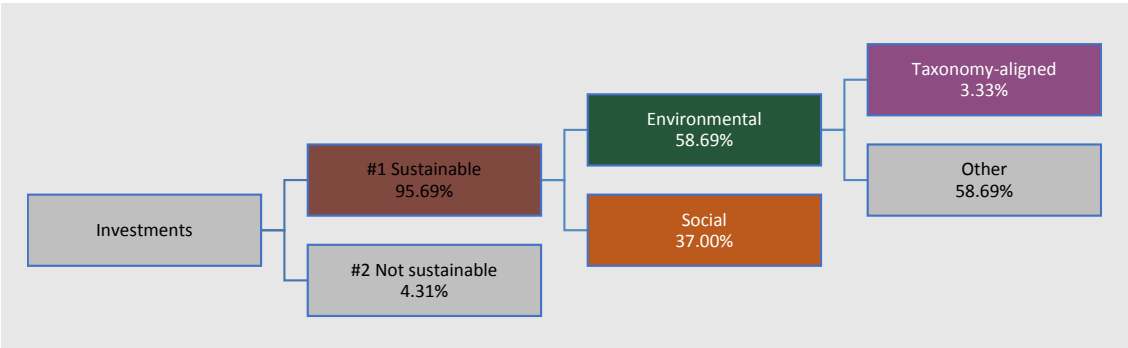 Investments
#1 Sustainable
95.69%
#2 Not sustainable
4.31%
Environmental
58.69%
Social
37.00%
Taxonomy-aligned
3.33%
Other
58.69%